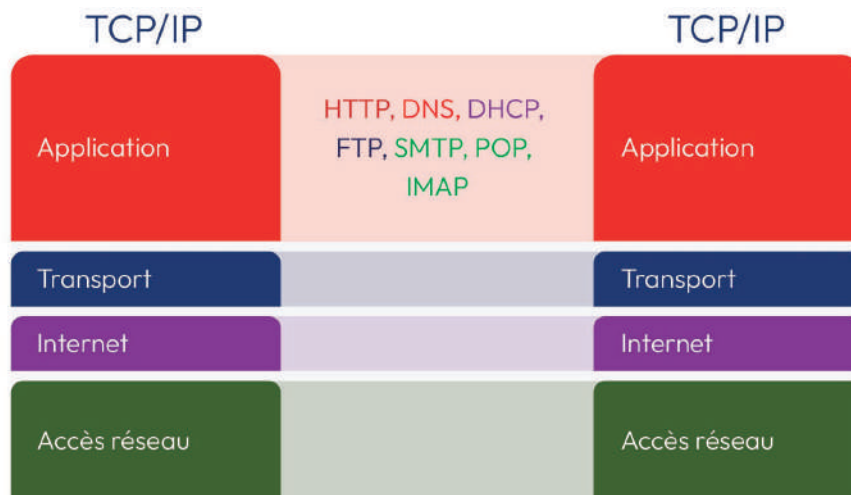 TCP/IP
TCP/IP
Application
HTTP, DNS, DHCP,
FTP, SMTP, POP,
IMAP
Application
Transport
Transport
Internet
Internet
Accès réseau
Accès réseau